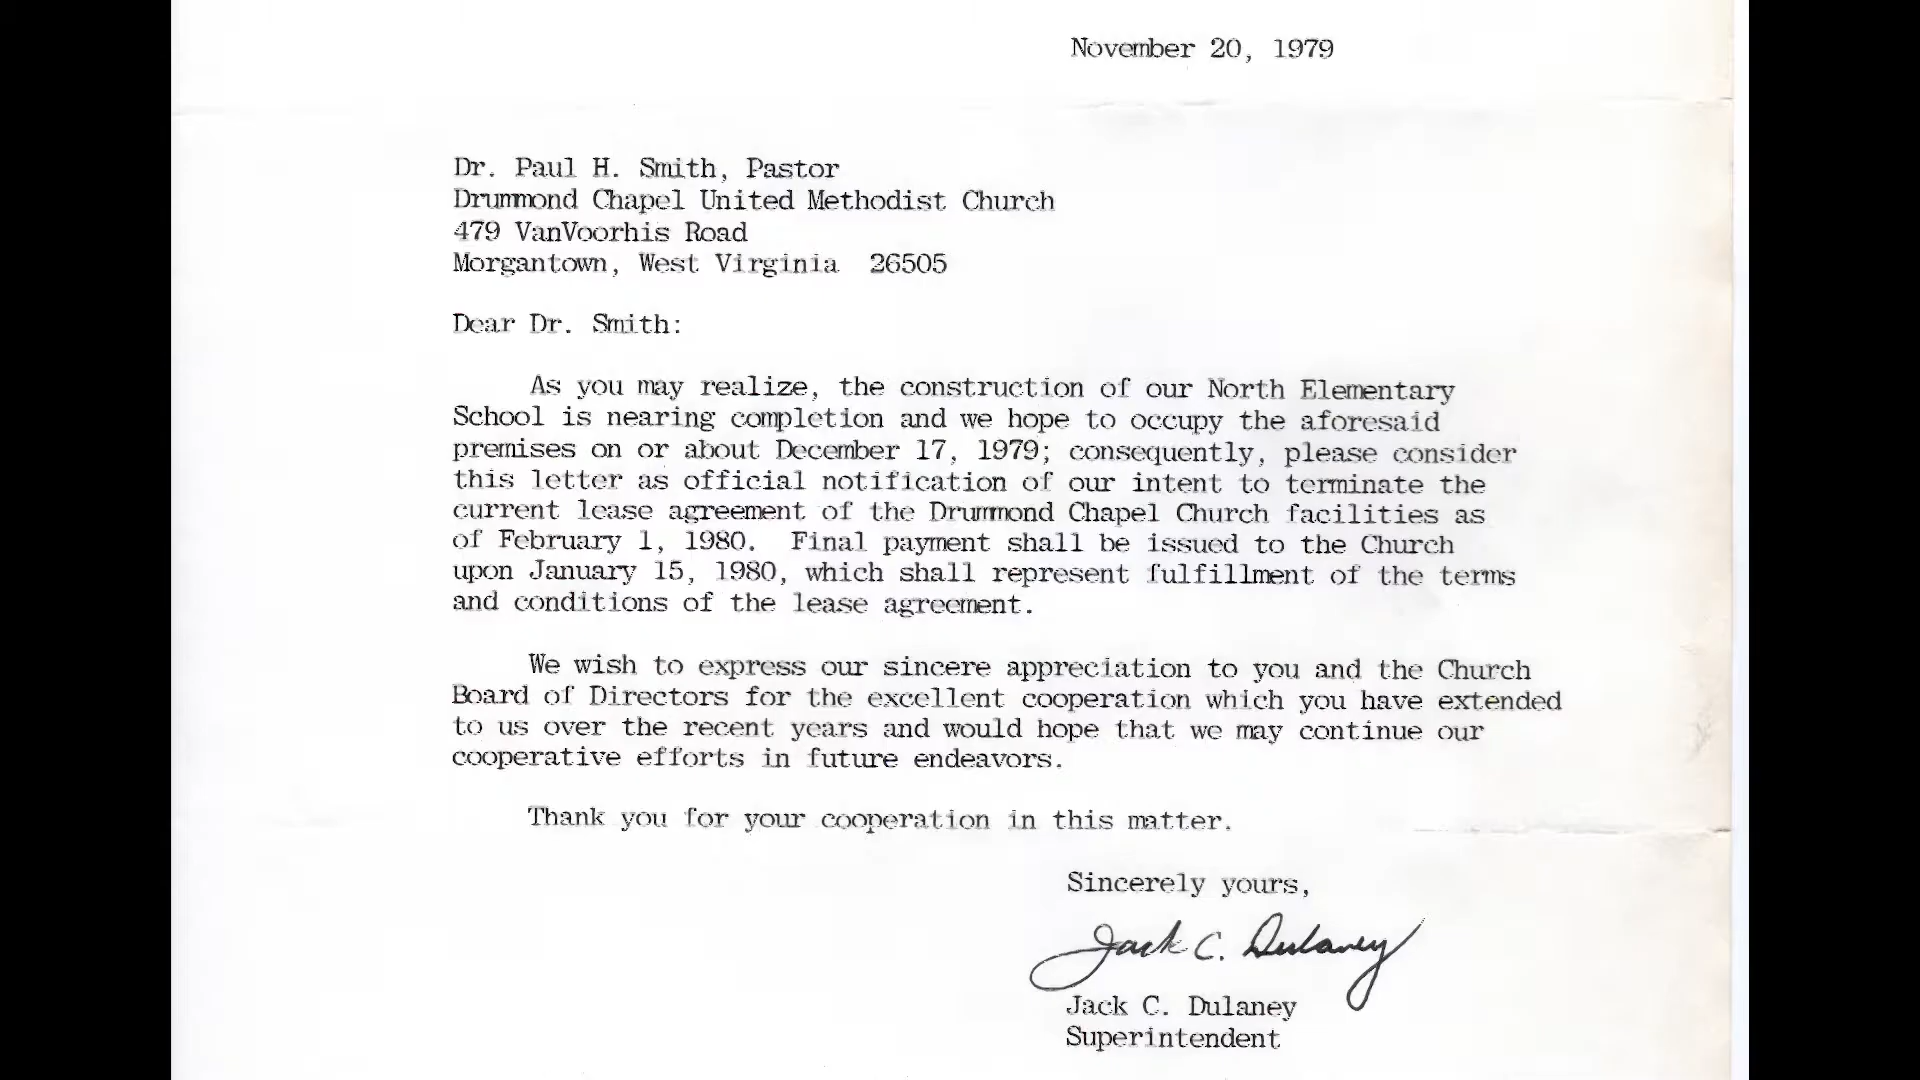 November 20, 1979
Dr. Paul H. Smith, Pastor
Drummond Chapel United Methodist Church
479 VanVoorhis Road
Morgantown, West Virginia  26505
Dear Dr. Smith:
As you may realize, the construction of our North Elementary
School is nearing completion and we hope to occupy the aforesaid
premises on or about December 17, 1979; consequently, please consider
this letter as official notification of our intent to terminate the
current lease agreement of the Drummond Chapel Church facilities as
of February 1, 1980.  Final payment shall be issued to the Church
upon January 15, 1980, which shall represent fulfillment of the terms
and conditions of the lease agreement.
We wish to express our sincere appreciation to you and the Church
Board of Directors for the excellent cooperation which you have extended
to us over the recent years and would hope that we may continue our
cooperative efforts in future endeavors.
Thank you for your cooperation in this matter.
Sincerely yours,
Jack C. Dulaney
Jack C. Dulaney
Superintendent